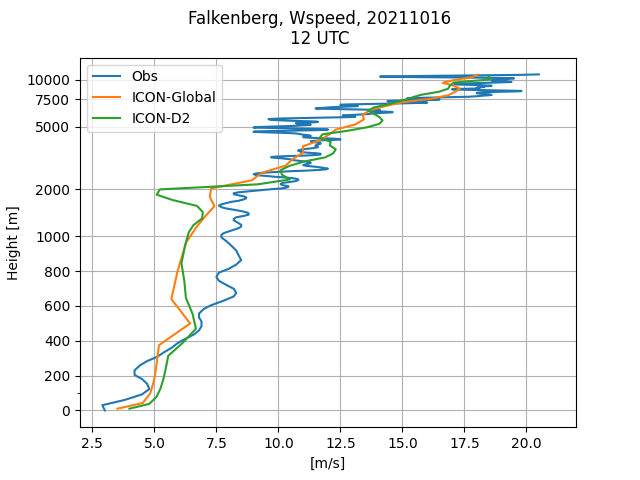 Falkenberg, Wspeed, 20211016
12 UTC
Obs
ICON-Global
ICON-D2
Height [m]
10000
7500
5000
2000
1000
800
600
400
200
0
2.5 5.0 7.5 10.0 12.5 15.0 17.5 20.0
[m/s]